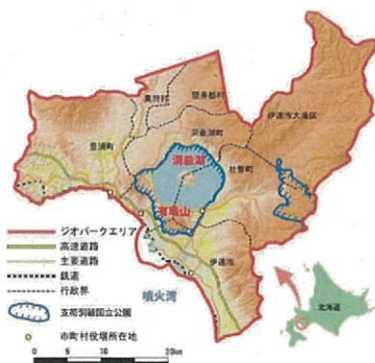 真狩村
留寿都村
伊達市大滝区
洞爺湖町
豊浦町
洞爺湖
壮瞥町
有珠山
伊達市
噴火湾
ジオパークエリア
高速道路
主要道路
鉄道
行政界
支笏洞爺国立公園
市町村役場所在地
北海道
0 5 10 20km